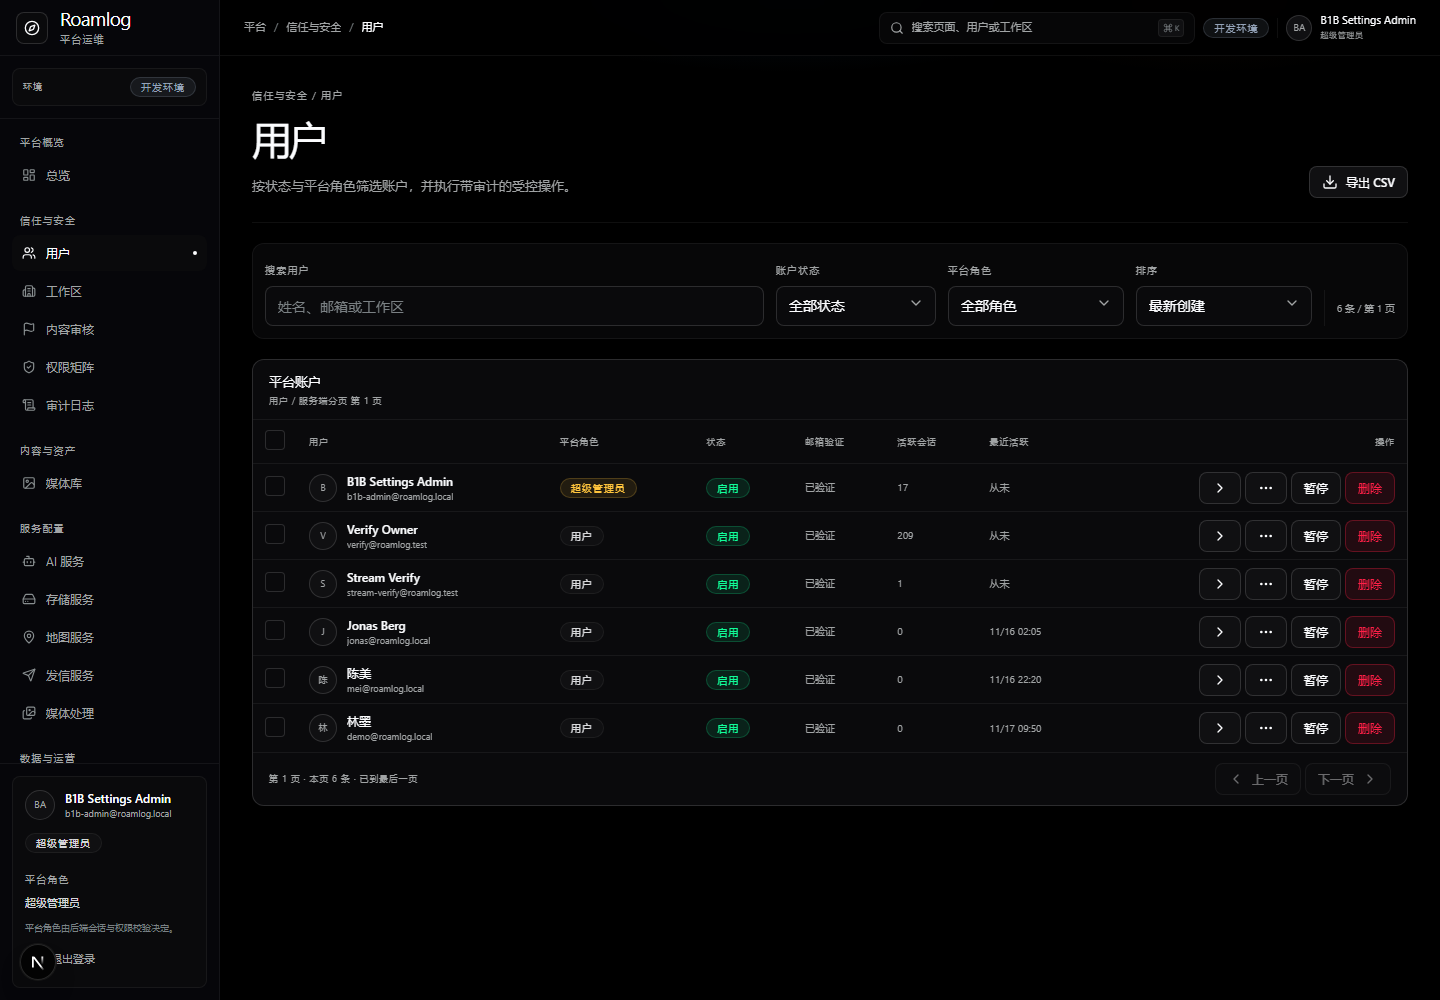 Roamlog
平台运维
平台 / 信任与安全 / 用户
搜索页面、用户或工作区
⌘ K
开发环境
BA
B1B Settings Admin
超级管理员
环境
开发环境
平台概览
总览
信任与安全
用户
工作区
内容审核
权限矩阵
审计日志
内容与资产
媒体库
服务配置
AI 服务
存储服务
地图服务
发信服务
媒体处理
数据与运营
BA
B1B Settings Admin
b1b-admin@roamlog.local
超级管理员
平台角色
超级管理员
平台角色由后端会话与权限校验决定。
N
退出登录
信任与安全 / 用户
用户
按状态与平台角色筛选账户，并执行带审计的受控操作。
导出 CSV
搜索用户
姓名、邮箱或工作区
账户状态
全部状态
平台角色
全部角色
排序
最新创建
6 条 / 第 1 页
平台账户
用户 / 服务端分页 第 1 页
用户 平台角色 状态 邮箱验证 活跃会话 最近活跃 操作
B B1B Settings Admin 超级管理员 启用 已验证 17 从未 ··· 暂停 删除
b1b-admin@roamlog.local
V Verify Owner 用户 启用 已验证 209 从未 ··· 暂停 删除
verify@roamlog.test
S Stream Verify 用户 启用 已验证 1 从未 ··· 暂停 删除
stream-verify@roamlog.test
J Jonas Berg 用户 启用 已验证 0 11/16 02:05 ··· 暂停 删除
jonas@roamlog.local
陈 陈美 用户 启用 已验证 0 11/16 22:20 ··· 暂停 删除
mei@roamlog.local
林 林墨 用户 启用 已验证 0 11/17 09:50 ··· 暂停 删除
demo@roamlog.local
第 1 页 · 本页 6 条 · 已到最后一页
上一页
下一页